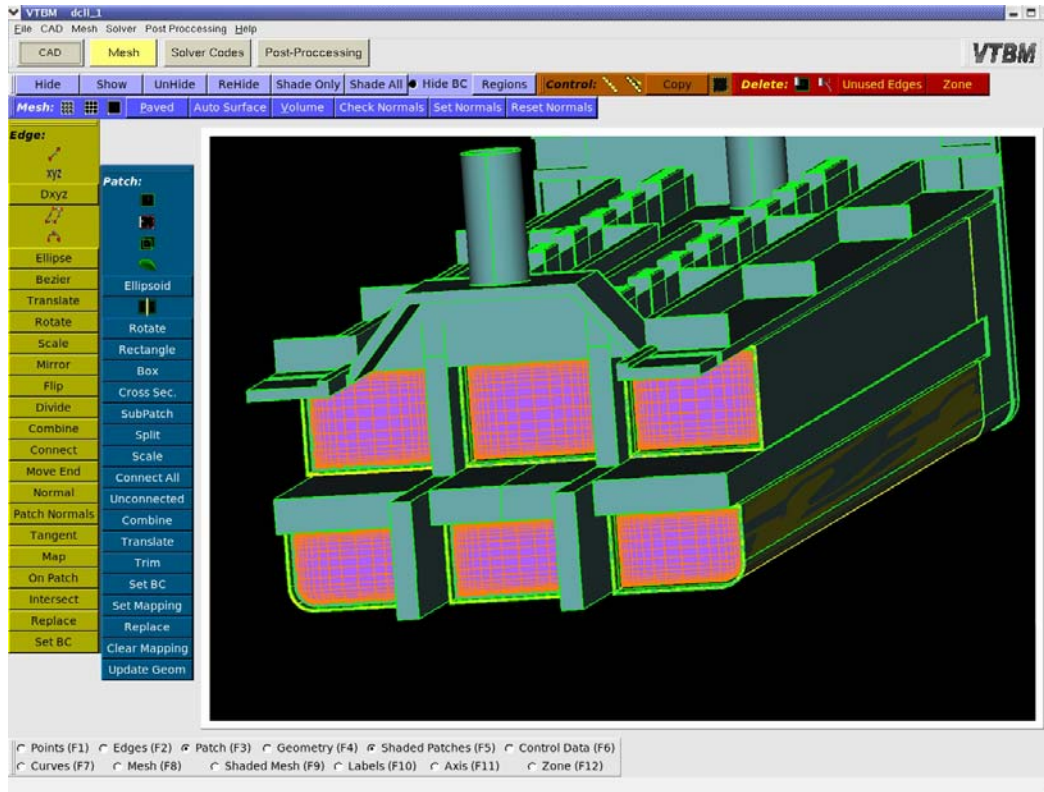 VTBM dcll_1
File CAD Mesh Solver Post Proccessing Help
CAD Mesh Solver Codes Post-Proccessing VTBM
Hide Show UnHide ReHide Shade Only Shade All Hide BC Regions Control: Copy Delete: Unused Edges Zone
Mesh: Paved Auto Surface Volume Check Normals Set Normals Reset Normals
Edge:
xyz
Dxyz
Ellipse
Bezier
Translate
Rotate
Scale
Mirror
Flip
Divide
Combine
Connect
Move End
Normal
Patch Normals
Tangent
Map
On Patch
Intersect
Replace
Set BC
Patch:
Ellipsoid
Rotate
Rectangle
Box
Cross Sec.
SubPatch
Split
Scale
Connect All
Unconnected
Combine
Translate
Trim
Set BC
Set Mapping
Replace
Clear Mapping
Update Geom
Points (F1) Edges (F2) Patch (F3) Geometry (F4) Shaded Patches (F5) Control Data (F6)
Curves (F7) Mesh (F8) Shaded Mesh (F9) Labels (F10) Axis (F11) Zone (F12)